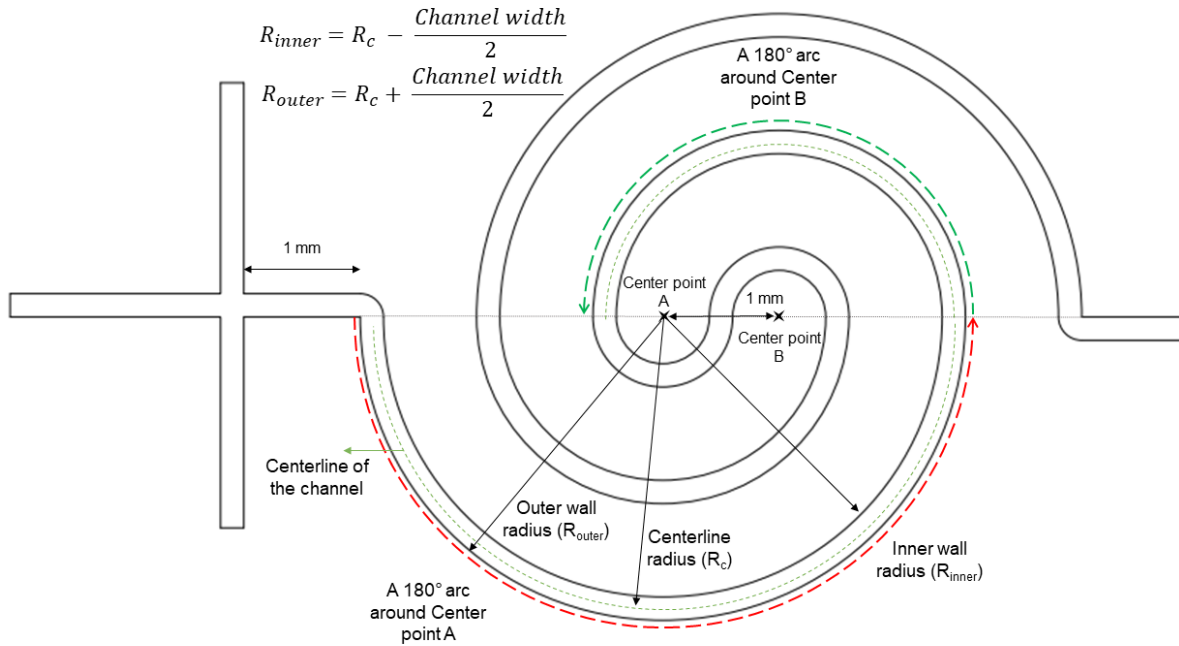 R_inner = R_c − Channel width / 2
R_outer = R_c + Channel width / 2
A 180° arc
around Center
point B
1 mm
Center point
A
1 mm
Center point
B
Centerline of
the channel
Outer wall
radius (R_outer)
Centerline
radius (R_c)
Inner wall
radius (R_inner)
A 180° arc
around Center
point A